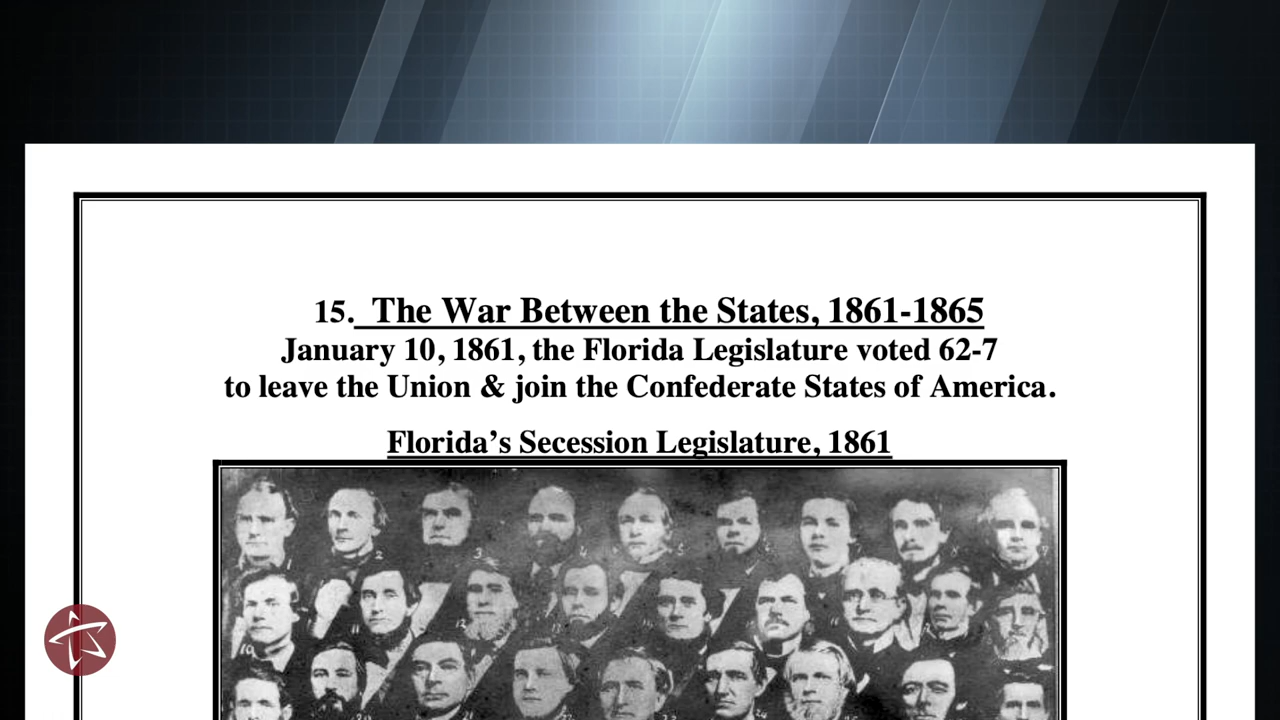 15. The War Between the States, 1861-1865
January 10, 1861, the Florida Legislature voted 62-7
to leave the Union & join the Confederate States of America.
Florida's Secession Legislature, 1861